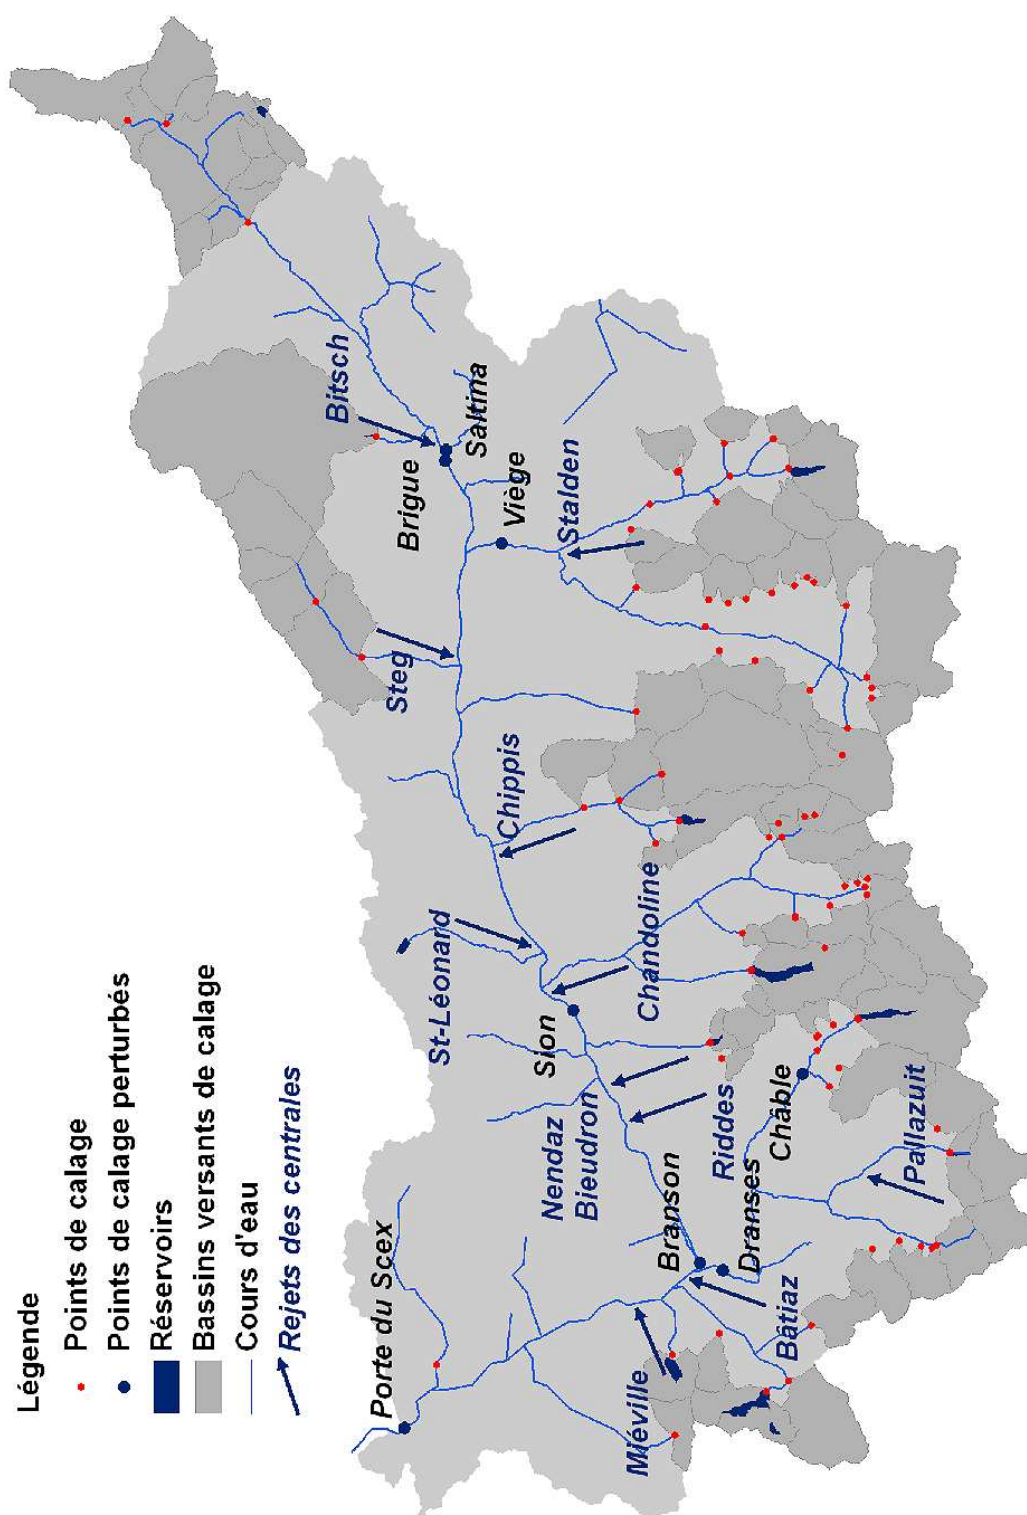 Légende
Points de calage
Points de calage perturbés
Réservoirs
Bassins versants de calage
Cours d'eau
Rejets des centrales
Porte du Scex
Miéville
Bâtiaz
Branson
Dranses
Pallazuit
Châble
Riddes
Nendaz
Bieudron
Sion
St-Léonard
Chandoline
Chippis
Steg
Stalden
Viège
Brigue
Saltina
Bitsch